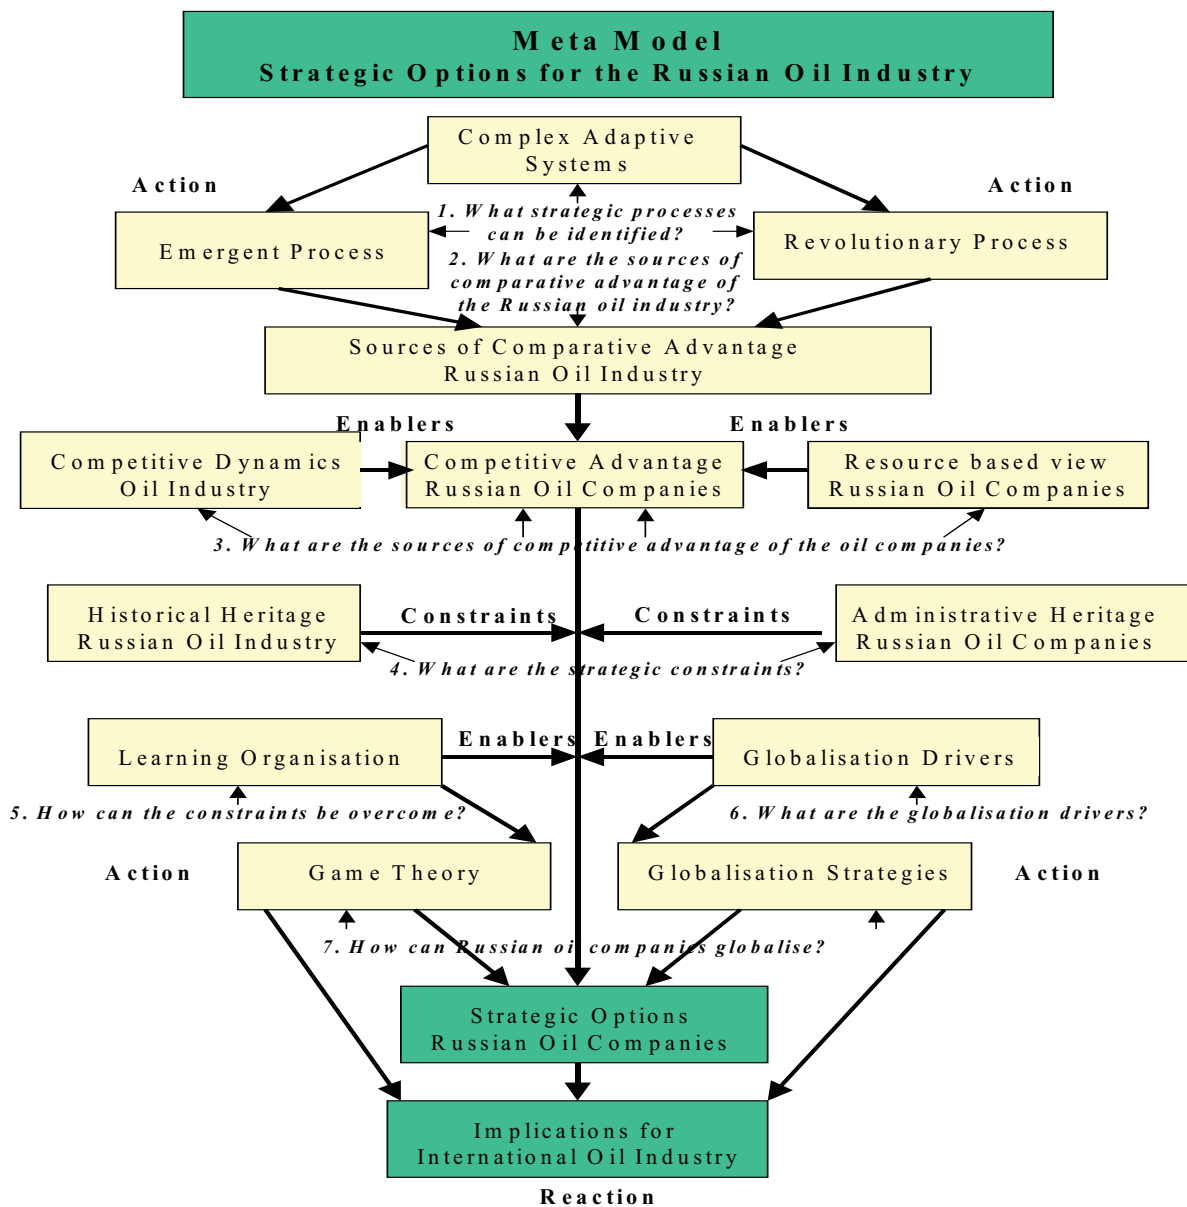 Meta Model
Strategic Options for the Russian Oil Industry
Complex Adaptive
Systems
Action
Action
1. What strategic processes
can be identified?
Emergent Process
Revolutionary Process
2. What are the sources of
comparative advantage of
the Russian oil industry?
Sources of Comparative Advantage
Russian Oil Industry
Enablers
Enablers
Competitive Dynamics
Oil Industry
Competitive Advantage
Russian Oil Companies
Resource based view
Russian Oil Companies
3. What are the sources of competitive advantage of the oil companies?
Historical Heritage
Russian Oil Industry
Constraints
Constraints
Administrative Heritage
Russian Oil Companies
4. What are the strategic constraints?
Learning Organisation
Enablers
Enablers
Globalisation Drivers
5. How can the constraints be overcome?
6. What are the globalisation drivers?
Action
Game Theory
Globalisation Strategies
Action
7. How can Russian oil companies globalise?
Strategic Options
Russian Oil Companies
Implications for
International Oil Industry
Reaction